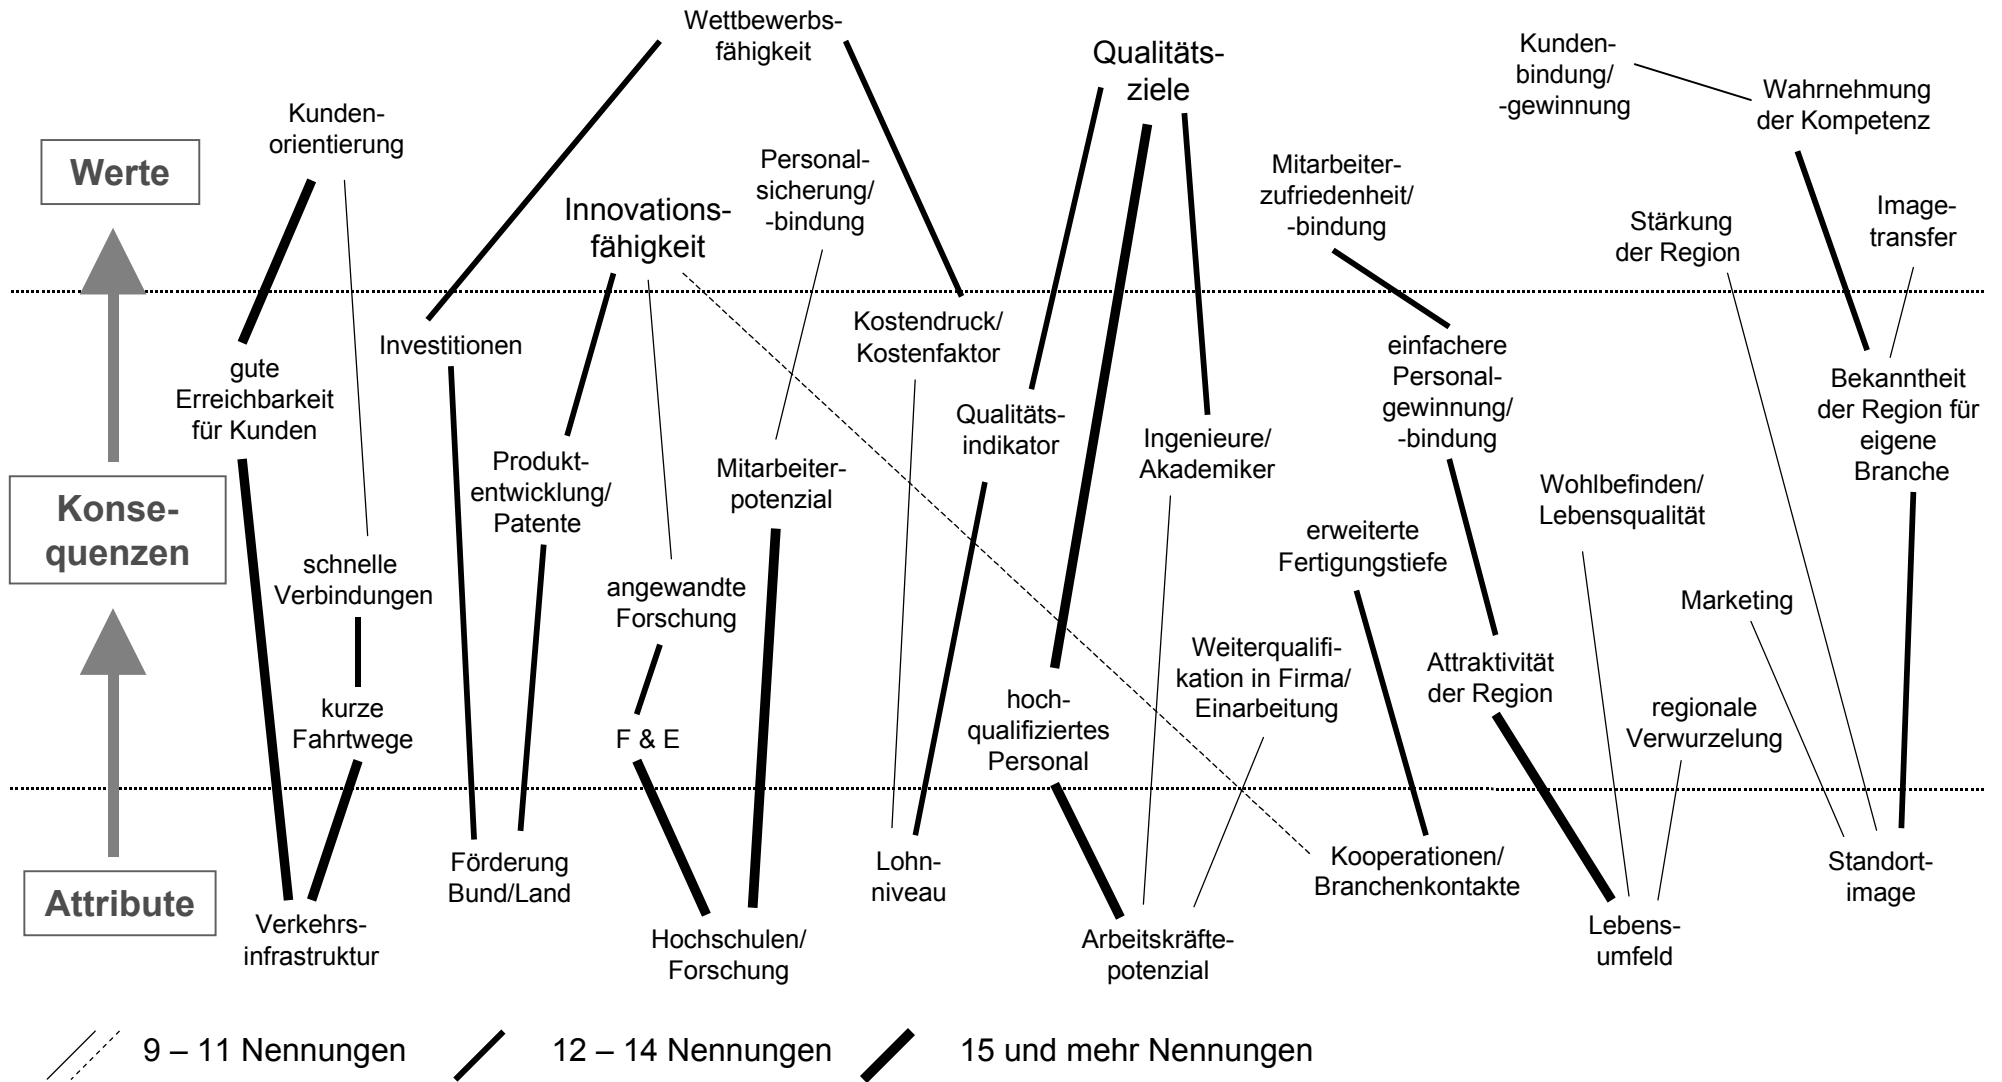 Wettbewerbs-
fähigkeit
Qualitäts-
ziele
Kunden-
bindung/
-gewinnung
Wahrnehmung
der Kompetenz
Kunden-
orientierung
Werte
Personal-
sicherung/
-bindung
Innovations-
fähigkeit
Mitarbeiter-
zufriedenheit/
-bindung
Stärkung
der Region
Image-
transfer
Investitionen
Kostendruck/
Kostenfaktor
gute
Erreichbarkeit
für Kunden
einfachere
Personal-
gewinnung/
-bindung
Bekanntheit
der Region für
eigene
Branche
Qualitäts-
indikator
Ingenieure/
Akademiker
Produkt-
entwicklung/
Patente
Mitarbeiter-
potenzial
Konse-
quenzen
Wohlbefinden/
Lebensqualität
erweiterte
Fertigungstiefe
schnelle
Verbindungen
angewandte
Forschung
Marketing
Weiterqualifi-
kation in Firma/
Einarbeitung
Attraktivität
der Region
kurze
Fahrtwege
F & E
hoch-
qualifiziertes
Personal
regionale
Verwurzelung
Attribute
Förderung
Bund/Land
Lohn-
niveau
Kooperationen/
Branchenkontakte
Standort-
image
Verkehrs-
infrastruktur
Hochschulen/
Forschung
Arbeitskräfte-
potenzial
Lebens-
umfeld
9 – 11 Nennungen
12 – 14 Nennungen
15 und mehr Nennungen